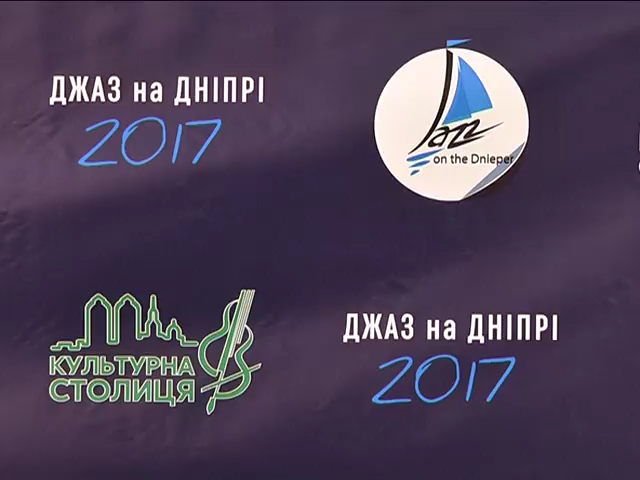 ДЖАЗ на ДНІПРІ
2017
Jazz
on the Dnieper
КУЛЬТУРНА
СТОЛИЦЯ
ДЖАЗ на ДНІПРІ
2017